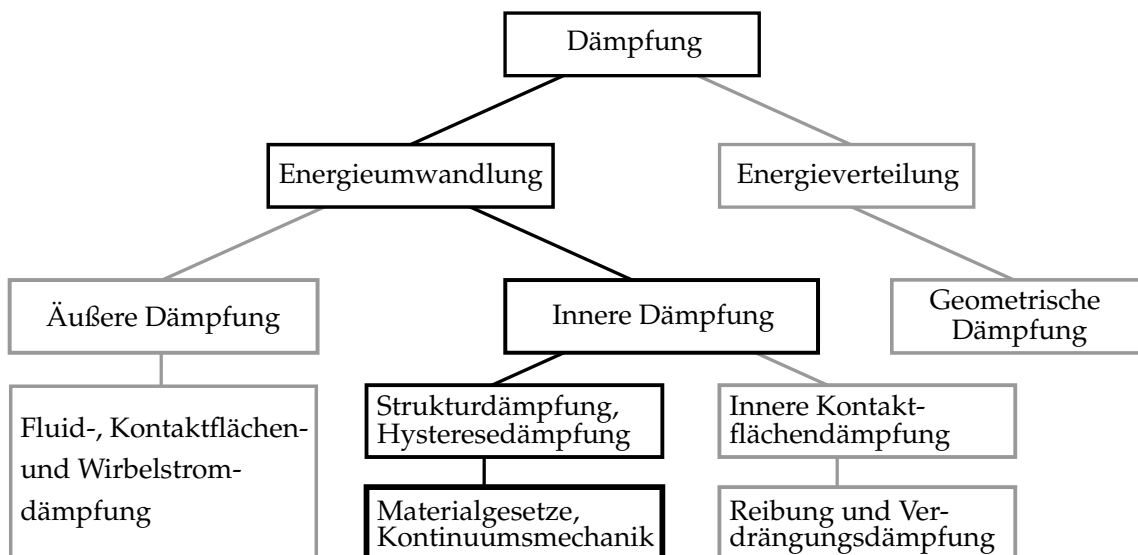 Dämpfung
Energieumwandlung
Energieverteilung
Äußere Dämpfung
Innere Dämpfung
Geometrische
Dämpfung
Fluid-, Kontaktflächen-
und Wirbelstrom-
dämpfung
Strukturdämpfung,
Hysteresedämpfung
Innere Kontakt-
flächendämpfung
Materialgesetze,
Kontinuumsmechanik
Reibung und Ver-
drängungsdämpfung